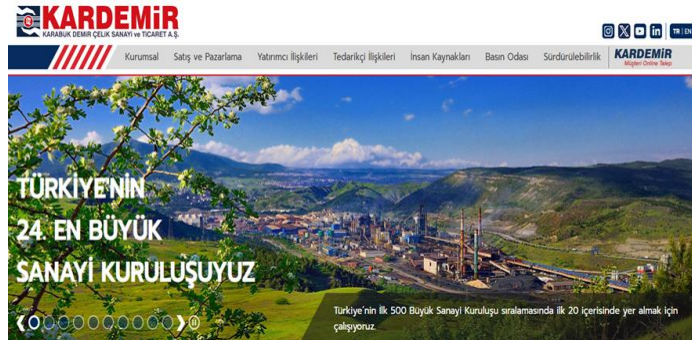 KARDEMİR
KARABUK DEMİR ÇELİK SANAYİ ve TİCARET A.Ş.
TR | EN
Kurumsal Satış ve Pazarlama Yatırımcı İlişkileri Tedarikçi İlişkileri İnsan Kaynakları Basın Odası Sürdürülebilirlik
KARDEMİR
Müşteri Online Talep
TÜRKİYE'NİN
24. EN BÜYÜK
SANAYİ KURULUŞUYUZ
Türkiye'nin İlk 500 Büyük Sanayi Kuruluşu sıralamasında ilk 20 içerisinde yer almak için
çalışıyoruz.